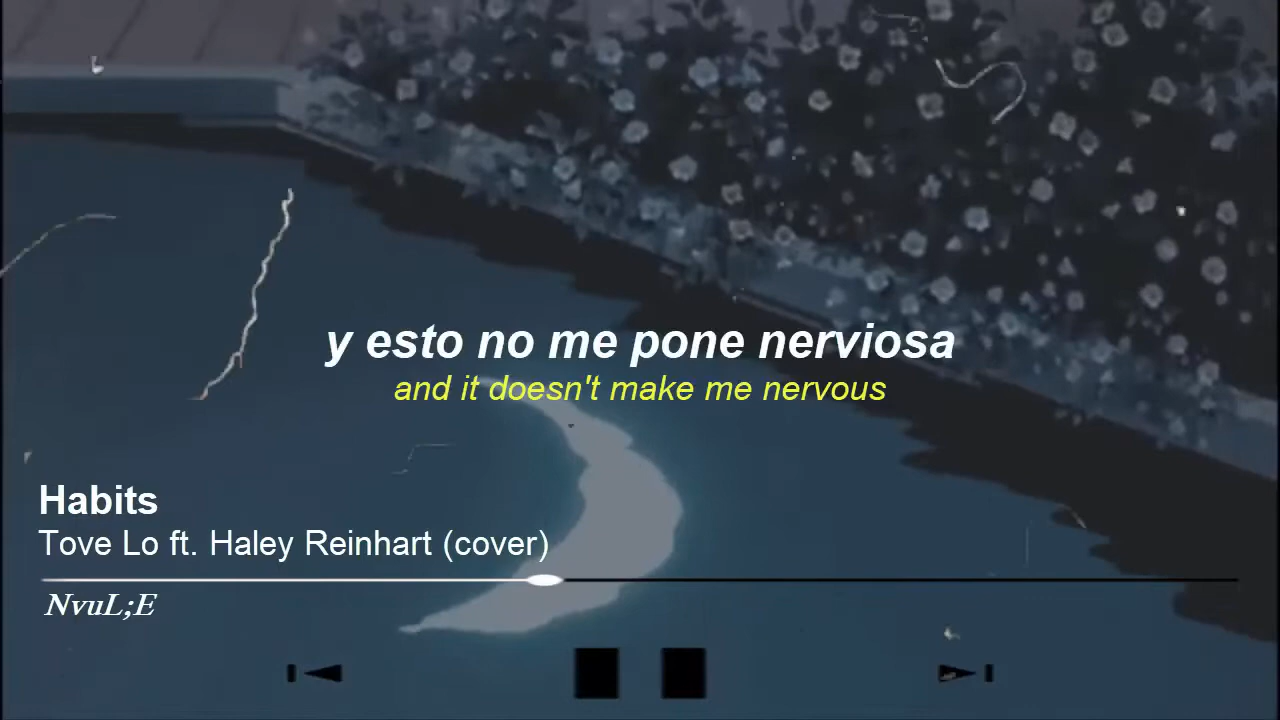 y esto no me pone nerviosa
and it doesn't make me nervous
Habits
Tove Lo ft. Haley Reinhart (cover)
NvuL;E